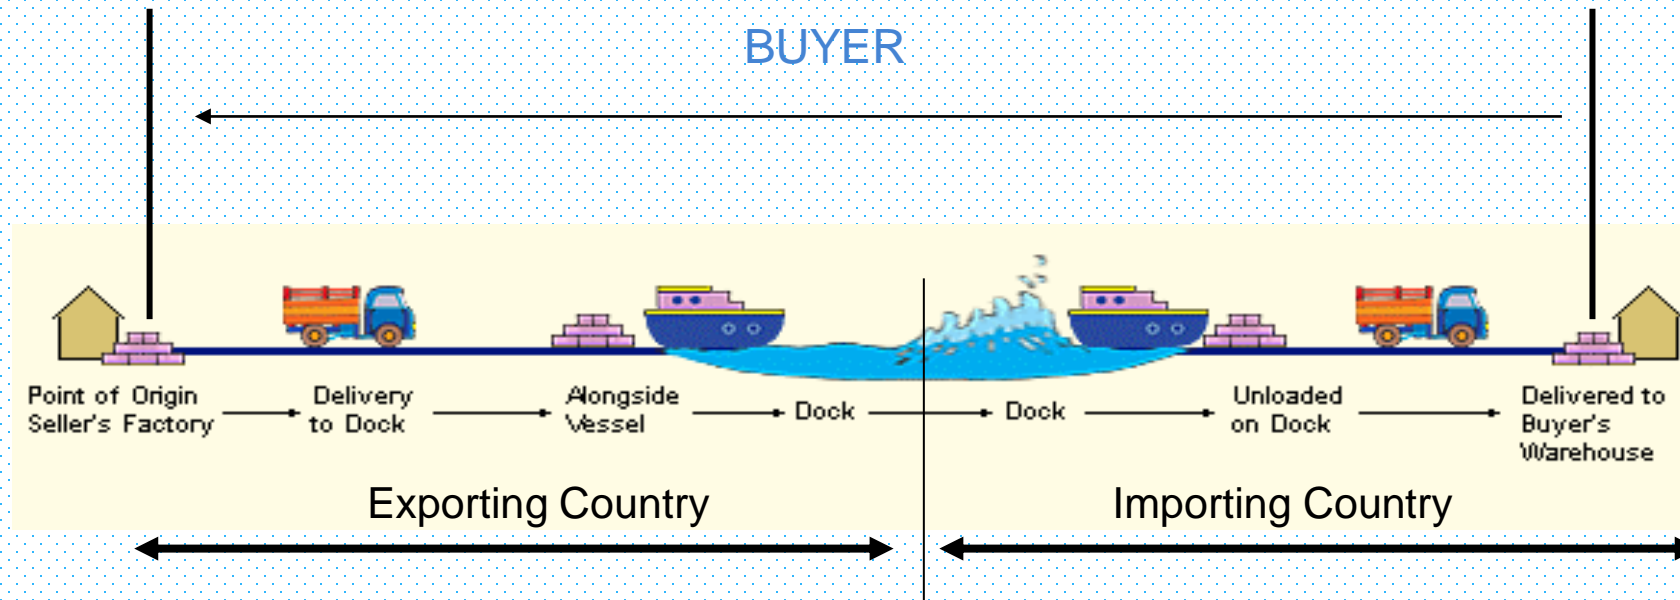 BUYER
Point of Origin
Seller's Factory
Delivery
to Dock
Alongside
Vessel
Dock
Dock
Unloaded
on Dock
Delivered to
Buyer's
Warehouse
Exporting Country
Importing Country